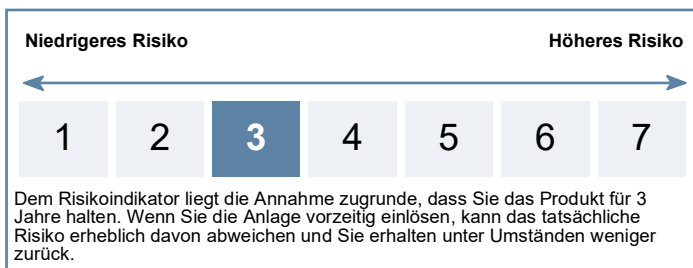 Niedrigeres Risiko Höheres Risiko
1 2 3 4 5 6 7
Dem Risikoindikator liegt die Annahme zugrunde, dass Sie das Produkt für 3
Jahre halten. Wenn Sie die Anlage vorzeitig einlösen, kann das tatsächliche
Risiko erheblich davon abweichen und Sie erhalten unter Umständen weniger
zurück.